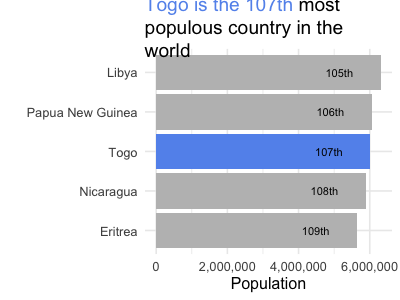 Togo is the 107th most
populous country in the
world
Libya 105th
Papua New Guinea 106th
Togo 107th
Nicaragua 108th
Eritrea 109th
0 2,000,000 4,000,000 6,000,000
Population